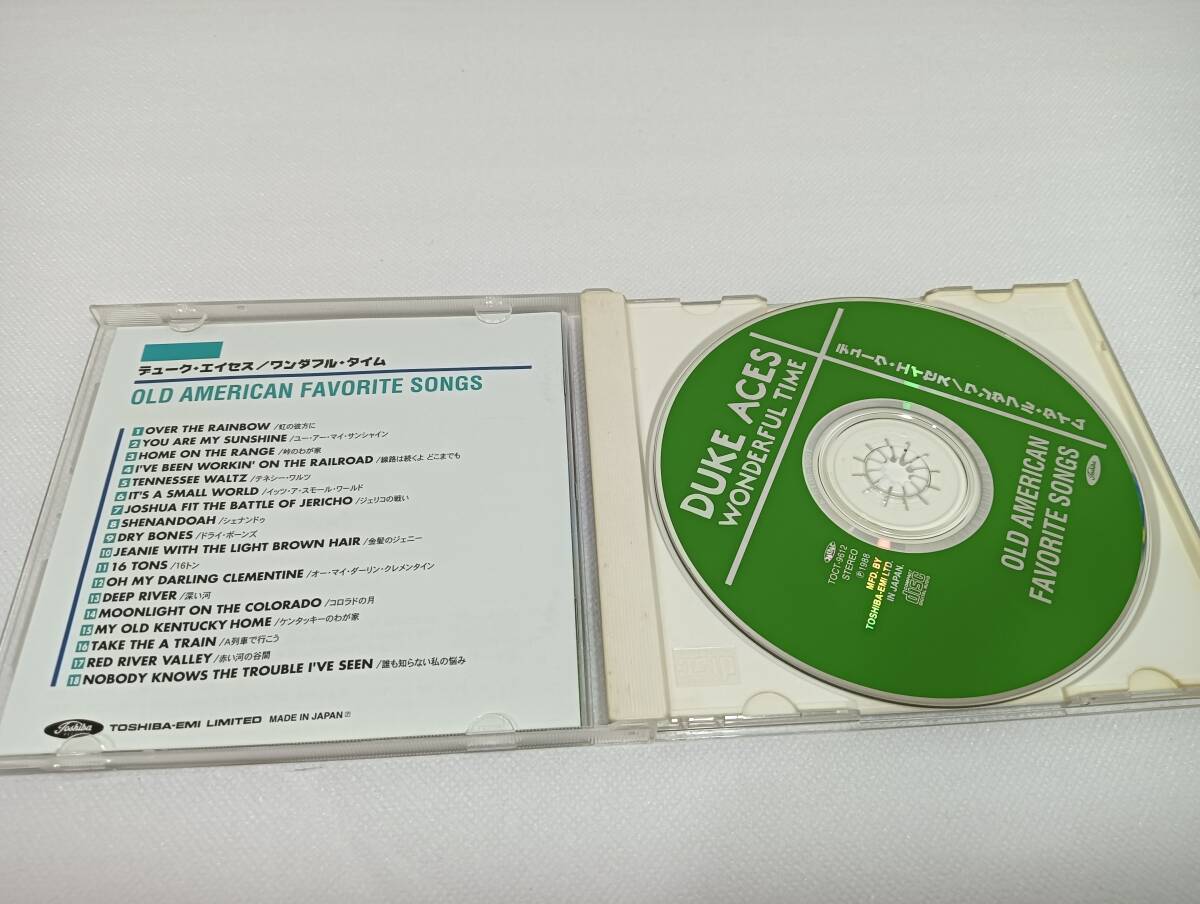 デューク・エイセス/ワンダフル・タイム
OLD AMERICAN FAVORITE SONGS
1 OVER THE RAINBOW /虹の彼方に
2 YOU ARE MY SUNSHINE /ユー・アー・マイ・サンシャイン
3 HOME ON THE RANGE /峠のわが家
4 I'VE BEEN WORKIN' ON THE RAILROAD /線路は続くよ どこまでも
5 TENNESSEE WALTZ /テネシー・ワルツ
6 IT'S A SMALL WORLD /イッツ・ア・スモール・ワールド
7 JOSHUA FIT THE BATTLE OF JERICHO /ジェリコの戦い
8 SHENANDOAH /シェナンドゥ
9 DRY BONES /ドライ・ボーンズ
10 JEANIE WITH THE LIGHT BROWN HAIR /金髪のジェニー
11 16 TONS /16トン
12 OH MY DARLING CLEMENTINE /オー・マイ・ダーリン・クレメンタイン
13 DEEP RIVER /深い河
14 MOONLIGHT ON THE COLORADO /コロラドの月
15 MY OLD KENTUCKY HOME /ケンタッキーのわが家
16 TAKE THE A TRAIN /A列車で行こう
17 RED RIVER VALLEY /赤い河の谷間
18 NOBODY KNOWS THE TROUBLE I'VE SEEN /誰も知らない私の悩み
Toshiba TOSHIBA-EMI LIMITED MADE IN JAPAN Ⓟ
DUKE ACES
WONDERFUL TIME
デューク・エイセス/ワンダフル・タイム
OLD AMERICAN
FAVORITE SONGS
Toshiba
TOCT-9612
STEREO
Ⓟ1988
MFD. BY
TOSHIBA-EMI LTD.
IN JAPAN.
COMPACT
disc
DIGITAL AUDIO